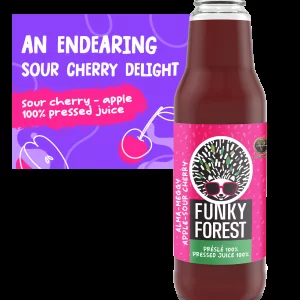 AN ENDEARING
SOUR CHERRY DELIGHT
Sour cherry - apple
100% pressed juice
ALMA-MEGGY
APPLE-SOUR CHERRY
FUNKY
FOREST
PRÉSLÉ 100%
PRESSED JUICE 100%